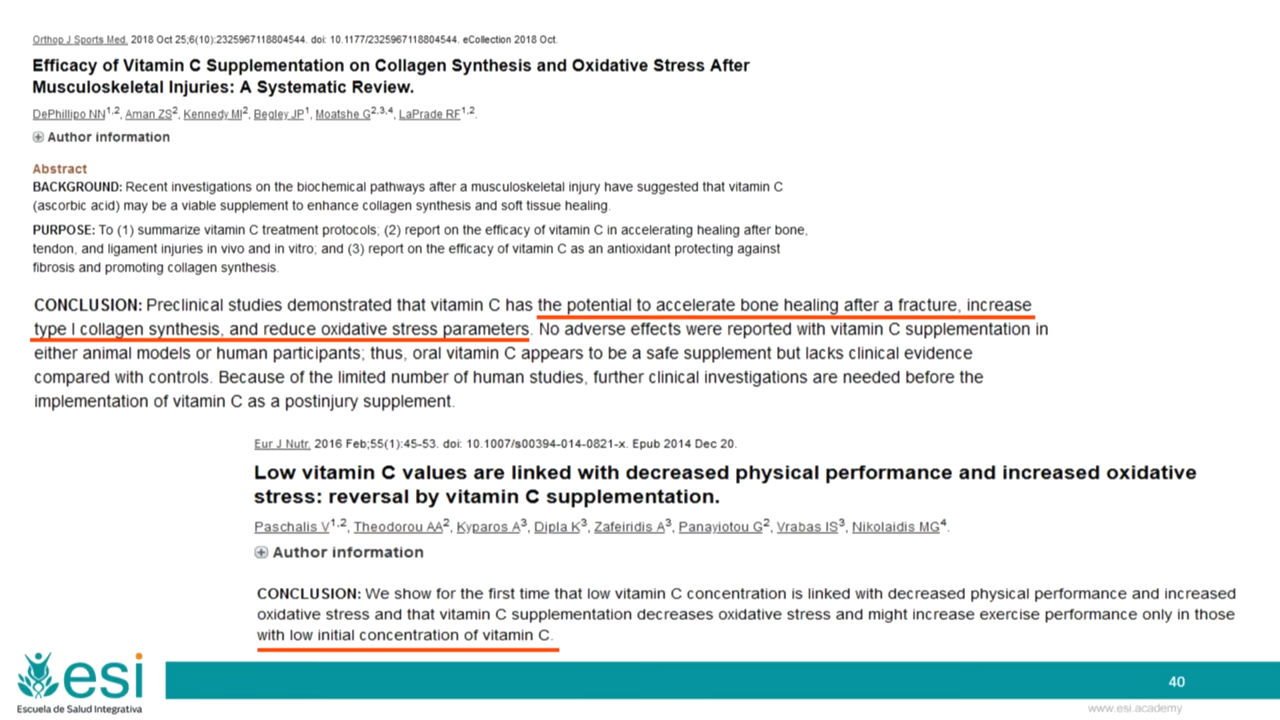 Orthop J Sports Med. 2018 Oct 25;6(10):2325967118804544. doi: 10.1177/2325967118804544. eCollection 2018 Oct.
Efficacy of Vitamin C Supplementation on Collagen Synthesis and Oxidative Stress After
Musculoskeletal Injuries: A Systematic Review.
DePhillipo NN1,2, Aman ZS2, Kennedy MI2, Begley JP1, Moatshe G2,3,4, LaPrade RF1,2.
Author information
Abstract
BACKGROUND: Recent investigations on the biochemical pathways after a musculoskeletal injury have suggested that vitamin C
(ascorbic acid) may be a viable supplement to enhance collagen synthesis and soft tissue healing.
PURPOSE: To (1) summarize vitamin C treatment protocols; (2) report on the efficacy of vitamin C in accelerating healing after bone,
tendon, and ligament injuries in vivo and in vitro; and (3) report on the efficacy of vitamin C as an antioxidant protecting against
fibrosis and promoting collagen synthesis.
CONCLUSION: Preclinical studies demonstrated that vitamin C has the potential to accelerate bone healing after a fracture, increase
type I collagen synthesis, and reduce oxidative stress parameters. No adverse effects were reported with vitamin C supplementation in
either animal models or human participants; thus, oral vitamin C appears to be a safe supplement but lacks clinical evidence
compared with controls. Because of the limited number of human studies, further clinical investigations are needed before the
implementation of vitamin C as a postinjury supplement.
Eur J Nutr. 2016 Feb;55(1):45-53. doi: 10.1007/s00394-014-0821-x. Epub 2014 Dec 20.
Low vitamin C values are linked with decreased physical performance and increased oxidative
stress: reversal by vitamin C supplementation.
Paschalis V1,2, Theodorou AA2, Kyparos A3, Dipla K3, Zafeiridis A3, Panayiotou G2, Vrabas IS3, Nikolaidis MG4.
Author information
CONCLUSION: We show for the first time that low vitamin C concentration is linked with decreased physical performance and increased
oxidative stress and that vitamin C supplementation decreases oxidative stress and might increase exercise performance only in those
with low initial concentration of vitamin C.
esi
Escuela de Salud Integrativa
40
www.esi.academy